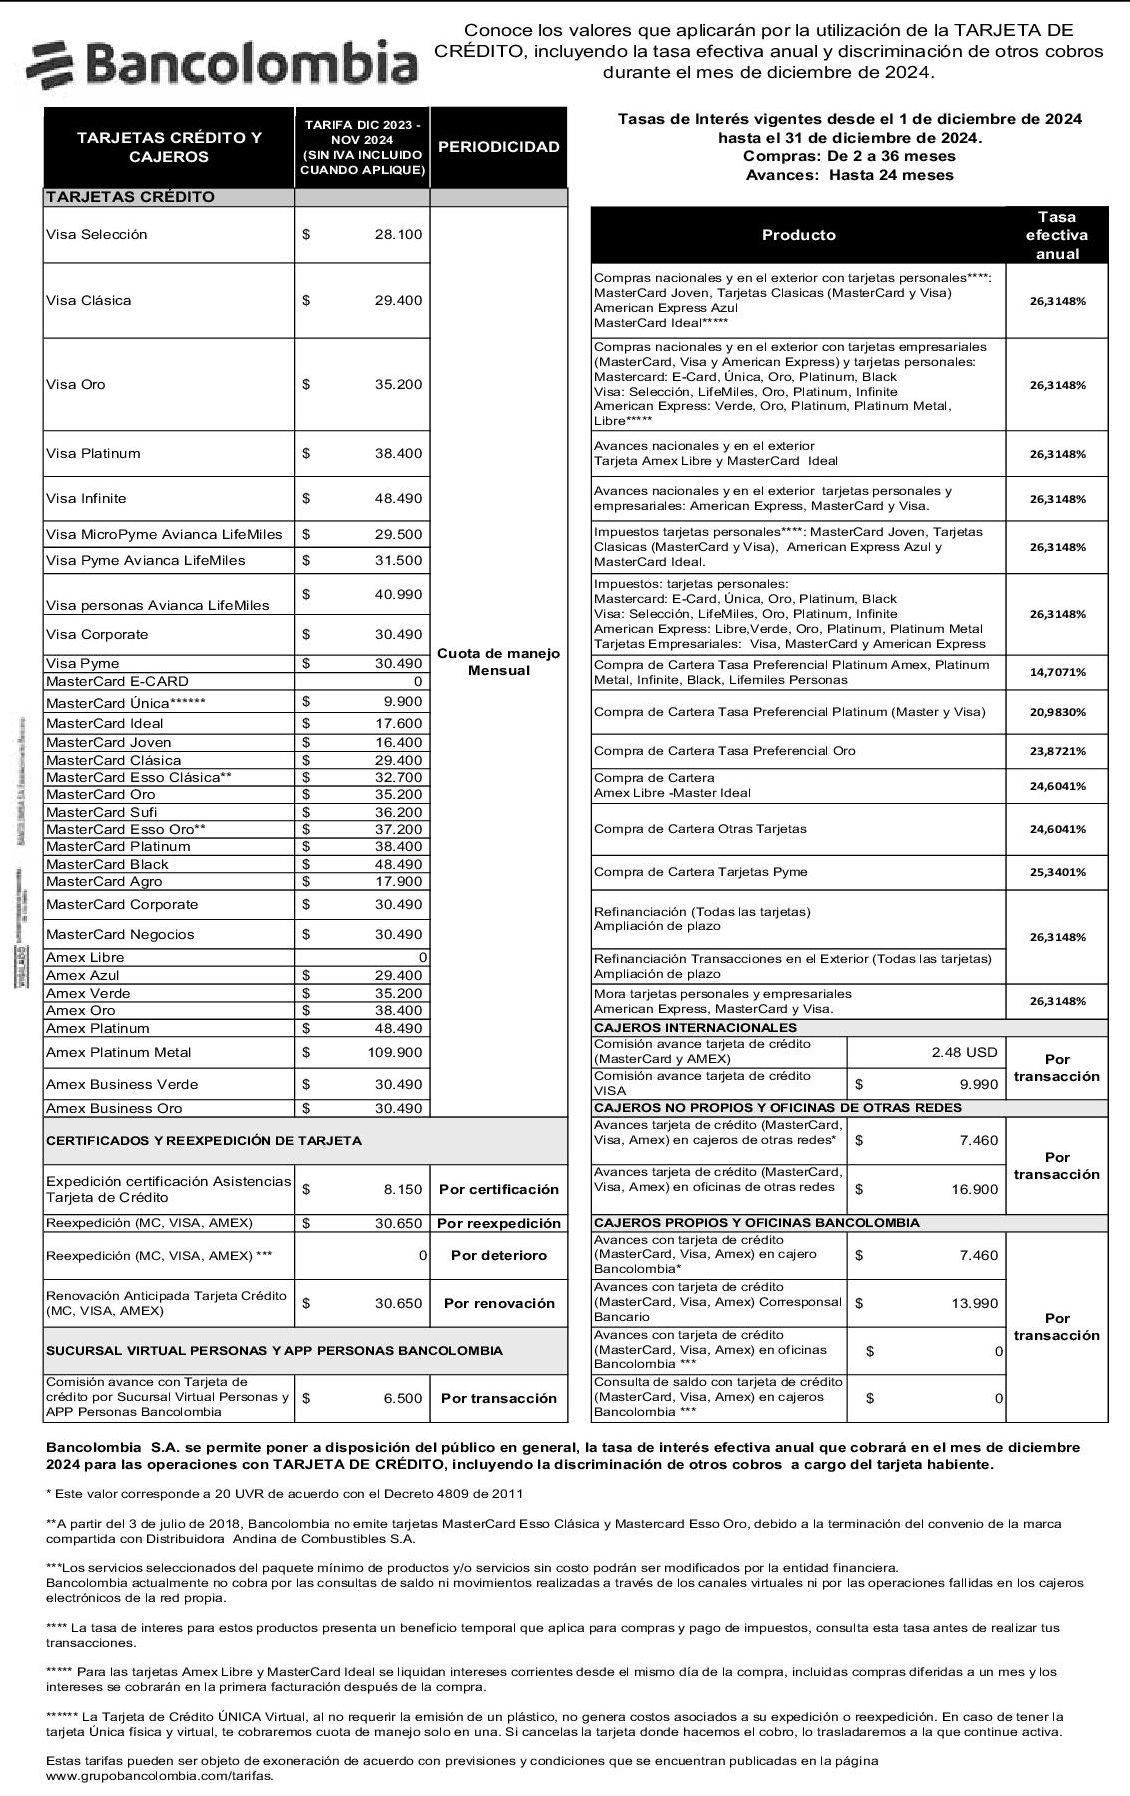 Bancolombia
Conoce los valores que aplicarán por la utilización de la TARJETA DE
CRÉDITO, incluyendo la tasa efectiva anual y discriminación de otros cobros
durante el mes de diciembre de 2024.
TARJETAS CRÉDITO Y
CAJEROS
TARIFA DIC 2023 -
NOV 2024
(SIN IVA INCLUIDO
CUANDO APLIQUE)
PERIODICIDAD
TARJETAS CRÉDITO
Visa Selección $ 28.100
Visa Clásica $ 29.400
Visa Oro $ 35.200
Visa Platinum $ 38.400
Visa Infinite $ 48.490
Visa MicroPyme Avianca LifeMiles $ 29.500
Visa Pyme Avianca LifeMiles $ 31.500
Visa personas Avianca LifeMiles $ 40.990
Visa Corporate $ 30.490
Visa Pyme $ 30.490
MasterCard E-CARD 0
MasterCard Única****** $ 9.900
MasterCard Ideal $ 17.600
MasterCard Joven $ 16.400
MasterCard Clásica $ 29.400
MasterCard Esso Clásica** $ 32.700
MasterCard Oro $ 35.200
MasterCard Sufi $ 36.200
MasterCard Esso Oro** $ 37.200
MasterCard Platinum $ 38.400
MasterCard Black $ 48.490
MasterCard Agro $ 17.900
MasterCard Corporate $ 30.490
MasterCard Negocios $ 30.490
Amex Libre 0
Amex Azul $ 29.400
Amex Verde $ 35.200
Amex Oro $ 38.400
Amex Platinum $ 48.490
Amex Platinum Metal $ 109.900
Amex Business Verde $ 30.490
Amex Business Oro $ 30.490
Cuota de manejo
Mensual
CERTIFICADOS Y REEXPEDICIÓN DE TARJETA
Expedición certificación Asistencias
Tarjeta de Crédito $ 8.150 Por certificación
Reexpedición (MC, VISA, AMEX) $ 30.650 Por reexpedición
Reexpedición (MC, VISA, AMEX) *** 0 Por deterioro
Renovación Anticipada Tarjeta Crédito
(MC, VISA, AMEX) $ 30.650 Por renovación
SUCURSAL VIRTUAL PERSONAS Y APP PERSONAS BANCOLOMBIA
Comisión avance con Tarjeta de
crédito por Sucursal Virtual Personas y
APP Personas Bancolombia $ 6.500 Por transacción
Tasas de Interés vigentes desde el 1 de diciembre de 2024
hasta el 31 de diciembre de 2024.
Compras: De 2 a 36 meses
Avances: Hasta 24 meses
Producto
Tasa
efectiva
anual
Compras nacionales y en el exterior con tarjetas personales****:
MasterCard Joven, Tarjetas Clasicas (MasterCard y Visa)
American Express Azul
MasterCard Ideal*****
26,3148%
Compras nacionales y en el exterior con tarjetas empresariales
(MasterCard, Visa y American Express) y tarjetas personales:
Mastercard: E-Card, Única, Oro, Platinum, Black
Visa: Selección, LifeMiles, Oro, Platinum, Infinite
American Express: Verde, Oro, Platinum, Platinum Metal,
Libre*****
26,3148%
Avances nacionales y en el exterior
Tarjeta Amex Libre y MasterCard Ideal
26,3148%
Avances nacionales y en el exterior tarjetas personales y
empresariales: American Express, MasterCard y Visa.
26,3148%
Impuestos tarjetas personales****: MasterCard Joven, Tarjetas
Clasicas (MasterCard y Visa), American Express Azul y
MasterCard Ideal.
26,3148%
Impuestos: tarjetas personales:
Mastercard: E-Card, Única, Oro, Platinum, Black
Visa: Selección, LifeMiles, Oro, Platinum, Infinite
American Express: Libre,Verde, Oro, Platinum, Platinum Metal
Tarjetas Empresariales: Visa, MasterCard y American Express
26,3148%
Compra de Cartera Tasa Preferencial Platinum Amex, Platinum
Metal, Infinite, Black, Lifemiles Personas
14,7071%
Compra de Cartera Tasa Preferencial Platinum (Master y Visa) 20,9830%
Compra de Cartera Tasa Preferencial Oro 23,8721%
Compra de Cartera
Amex Libre -Master Ideal
24,6041%
Compra de Cartera Otras Tarjetas 24,6041%
Compra de Cartera Tarjetas Pyme 25,3401%
Refinanciación (Todas las tarjetas)
Ampliación de plazo
26,3148%
Refinanciación Transacciones en el Exterior (Todas las tarjetas)
Ampliación de plazo
Mora tarjetas personales y empresariales
American Express, MasterCard y Visa.
26,3148%
CAJEROS INTERNACIONALES
Comisión avance tarjeta de crédito
(MasterCard y AMEX)
2.48 USD
Comisión avance tarjeta de crédito
VISA
$ 9.990
Por
transacción
CAJEROS NO PROPIOS Y OFICINAS DE OTRAS REDES
Avances tarjeta de crédito (MasterCard,
Visa, Amex) en cajeros de otras redes*
$ 7.460
Avances tarjeta de crédito (MasterCard,
Visa, Amex) en oficinas de otras redes
$ 16.900
Por
transacción
CAJEROS PROPIOS Y OFICINAS BANCOLOMBIA
Avances con tarjeta de crédito
(MasterCard, Visa, Amex) en cajero
Bancolombia*
$ 7.460
Avances con tarjeta de crédito
(MasterCard, Visa, Amex) Corresponsal
Bancario
$ 13.990
Avances con tarjeta de crédito
(MasterCard, Visa, Amex) en oficinas
Bancolombia ***
$ 0
Consulta de saldo con tarjeta de crédito
(MasterCard, Visa, Amex) en cajeros
Bancolombia ***
$ 0
Por
transacción
Bancolombia S.A. se permite poner a disposición del público en general, la tasa de interés efectiva anual que cobrará en el mes de diciembre
2024 para las operaciones con TARJETA DE CRÉDITO, incluyendo la discriminación de otros cobros a cargo del tarjeta habiente.
* Este valor corresponde a 20 UVR de acuerdo con el Decreto 4809 de 2011
**A partir del 3 de julio de 2018, Bancolombia no emite tarjetas MasterCard Esso Clásica y Mastercard Esso Oro, debido a la terminación del convenio de la marca
compartida con Distribuidora Andina de Combustibles S.A.
***Los servicios seleccionados del paquete mínimo de productos y/o servicios sin costo podrán ser modificados por la entidad financiera.
Bancolombia actualmente no cobra por las consultas de saldo ni movimientos realizadas a través de los canales virtuales ni por las operaciones fallidas en los cajeros
electrónicos de la red propia.
**** La tasa de interes para estos productos presenta un beneficio temporal que aplica para compras y pago de impuestos, consulta esta tasa antes de realizar tus
transacciones.
***** Para las tarjetas Amex Libre y MasterCard Ideal se liquidan intereses corrientes desde el mismo día de la compra, incluidas compras diferidas a un mes y los
intereses se cobrarán en la primera facturación después de la compra.
****** La Tarjeta de Crédito ÚNICA Virtual, al no requerir la emisión de un plástico, no genera costos asociados a su expedición o reexpedición. En caso de tener la
tarjeta Única física y virtual, te cobraremos cuota de manejo solo en una. Si cancelas la tarjeta donde hacemos el cobro, lo trasladaremos a la que continue activa.
Estas tarifas pueden ser objeto de exoneración de acuerdo con previsiones y condiciones que se encuentran publicadas en la página
www.grupobancolombia.com/tarifas.